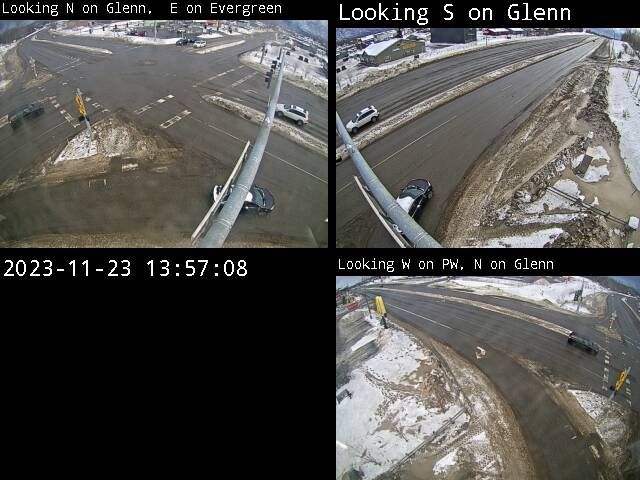 Looking N on Glenn, E on Evergreen
Looking S on Glenn
2023-11-23 13:57:08
Looking W on PW, N on Glenn